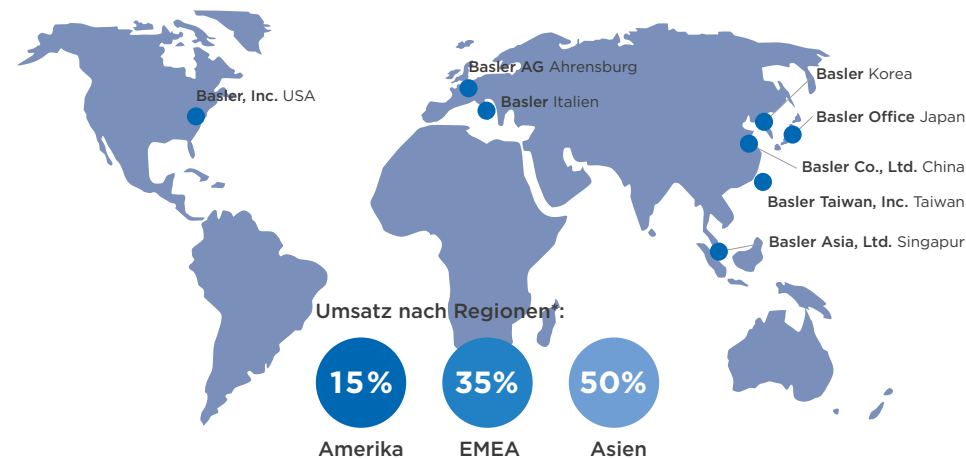 Basler AG Ahrensburg
Basler, Inc. USA
Basler Italien
Basler Korea
Basler Office Japan
Basler Co., Ltd. China
Basler Taiwan, Inc. Taiwan
Basler Asia, Ltd. Singapur
Umsatz nach Regionen*:
15% 35% 50%
Amerika EMEA Asien